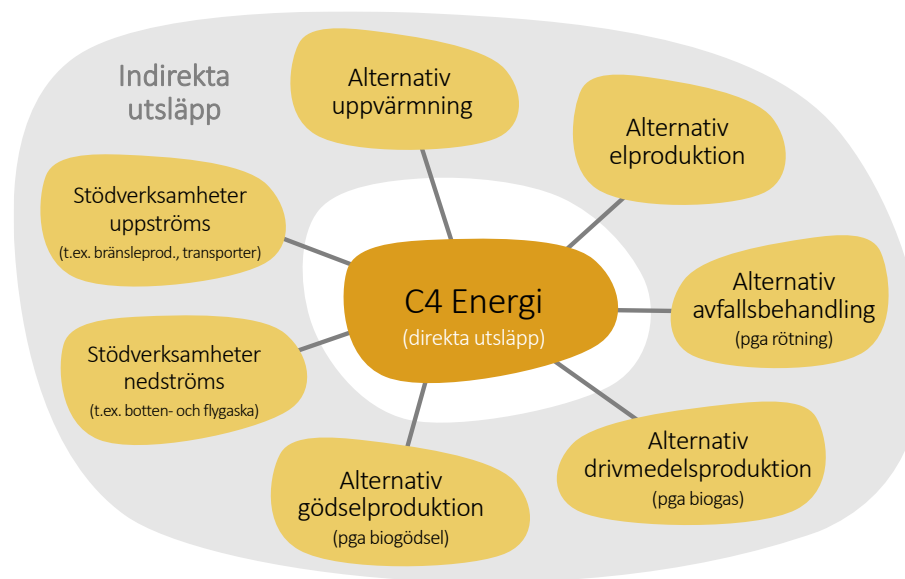 Indirekta
utsläpp
Alternativ
uppvärmning
Alternativ
elproduktion
Stödverksamheter
uppströms
(t.ex. bränsleprod., transporter)
C4 Energi
(direkta utsläpp)
Alternativ
avfallsbehandling
(pga rötning)
Stödverksamheter
nedströms
(t.ex. botten- och flygaska)
Alternativ
drivmedelsproduktion
(pga biogas)
Alternativ
gödselproduktion
(pga biogödsel)